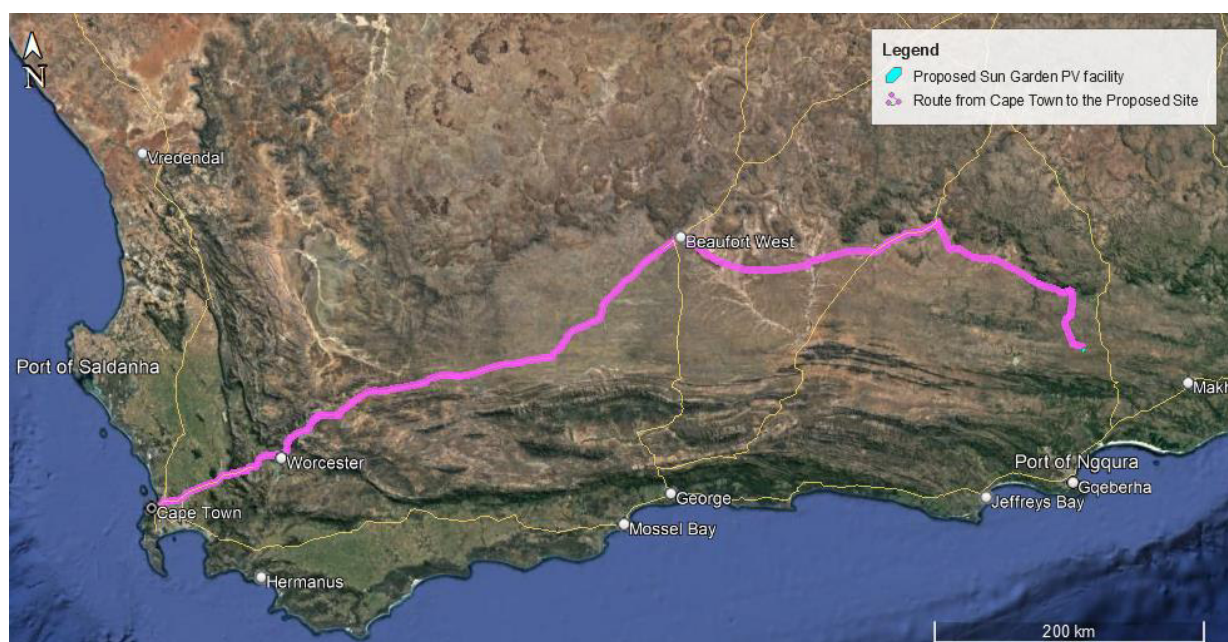 N
Legend
Proposed Sun Garden PV facility
Route from Cape Town to the Proposed Site
Vredendal
Beaufort West
Port of Saldanha
Makh
Worcester
Port of Ngqura
Gqeberha
George
Jeffreys Bay
Cape Town
Mossel Bay
Hermanus
200 km